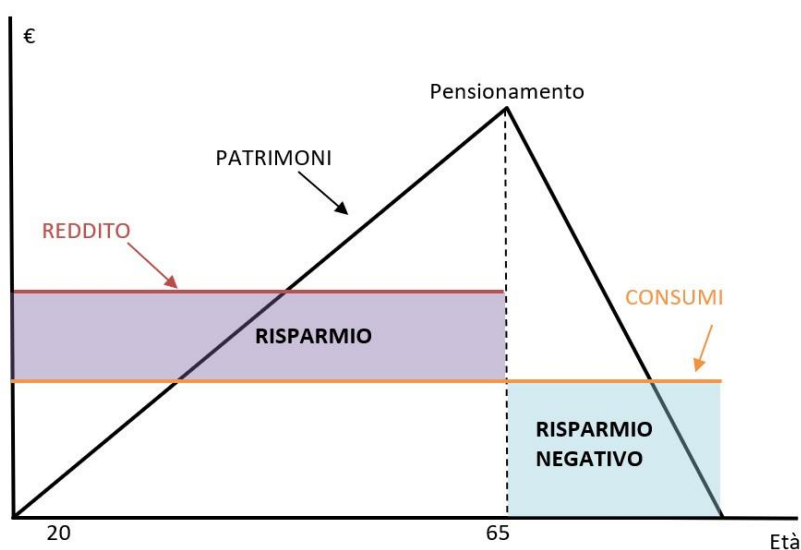 €
Pensionamento
PATRIMONI
REDDITO
CONSUMI
RISPARMIO
RISPARMIO
NEGATIVO
20
65
Età